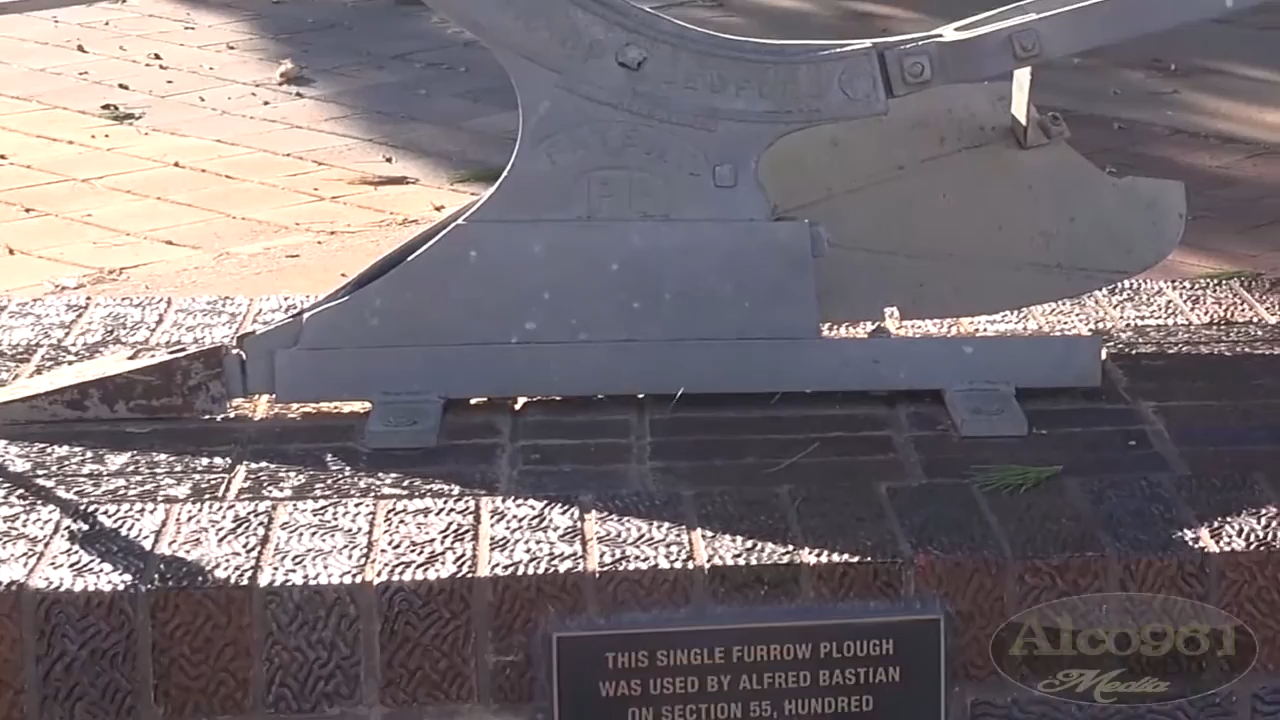 THIS SINGLE FURROW PLOUGH
WAS USED BY ALFRED BASTIAN
ON SECTION 55, HUNDRED
Alco961
Media